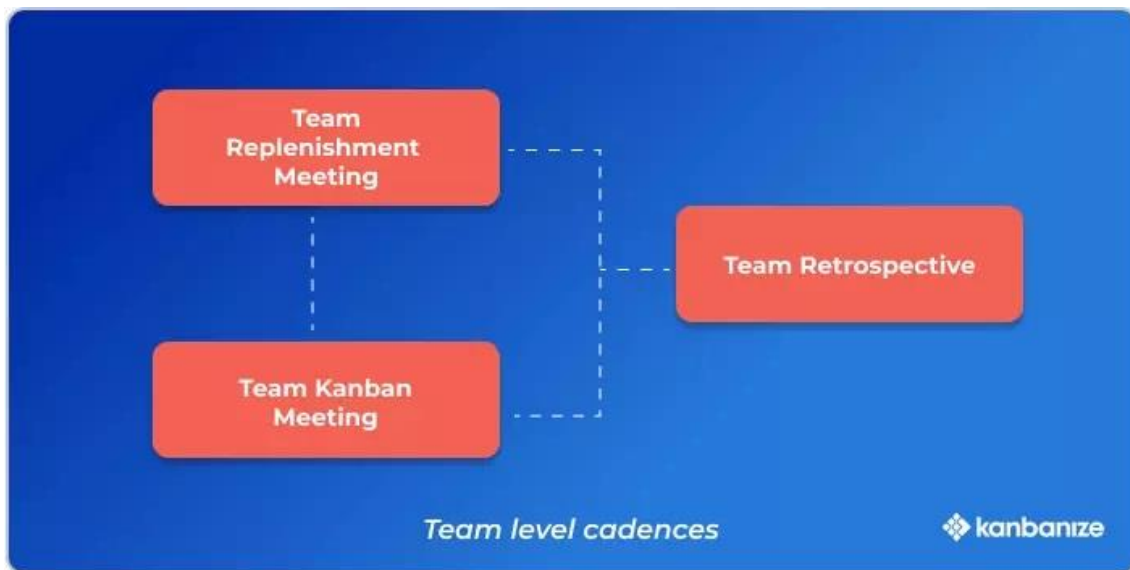 Team
Replenishment
Meeting
Team Retrospective
Team Kanban
Meeting
Team level cadences
kanbanize